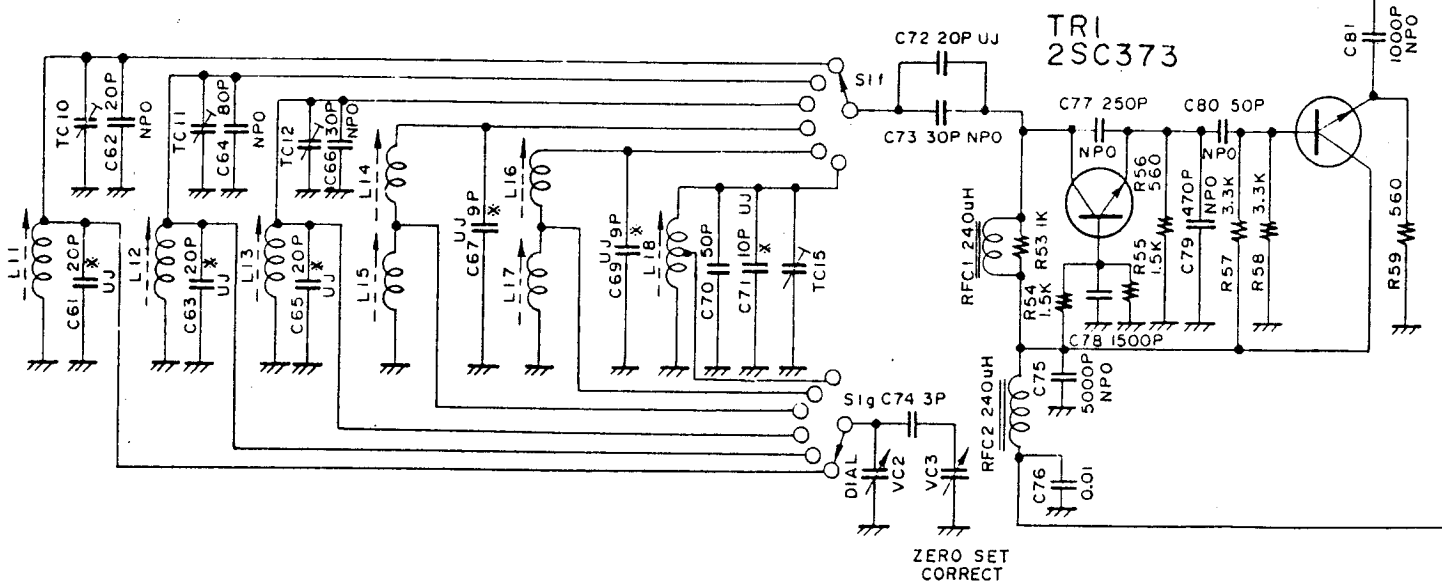 TC10
C62 20P
NPO
TC11
C64 80P
NPO
TC12
C66 30P
NPO
L14
L15
C67 9P
UJ *
L16
L17
C69 9P
UJ *
L11
C61 20P
* UJ
L12
C63 20P
* UJ
L13
C65 20P
* UJ
L18
C70 50P
C71 10P UJ
*
TC15
S1f
C72 20P UJ
C73 30P NPO
TR1
2SC373
C77 250P
NPO
C80 50P
NPO
C81
1000P
NPO
R56
560
R55
1.5K
C79 470P
NPO
R57 3.3K
R58 3.3K
R59 560
RFC1 240uH
R53 1K
R54
1.5K
C78 1500P
C75
5000P
NPO
RFC2 240uH
C76
0.01
S1g C74 3P
DIAL
VC2
VC3
ZERO SET
CORRECT